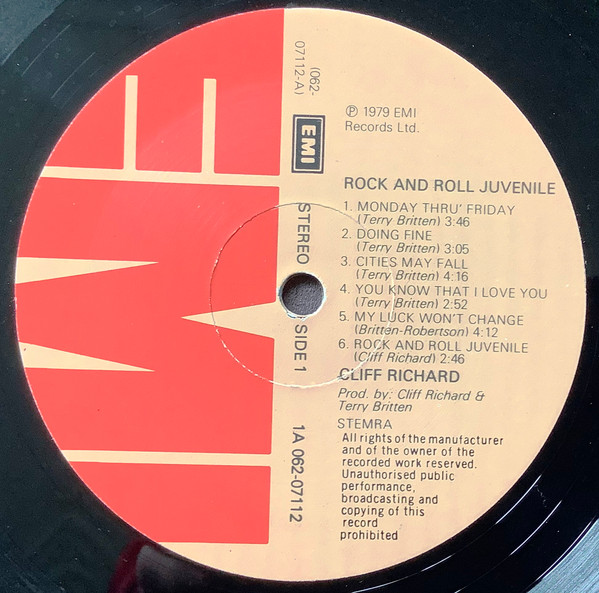 (062-
07112-A)
EMI
STEREO
SIDE 1
1A 062-07112
Ⓟ 1979 EMI
Records Ltd.
ROCK AND ROLL JUVENILE
1. MONDAY THRU' FRIDAY
(Terry Britten) 3:46
2. DOING FINE
(Terry Britten) 3:05
3. CITIES MAY FALL
(Terry Britten) 4:16
4. YOU KNOW THAT I LOVE YOU
(Terry Britten) 2:52
5. MY LUCK WON'T CHANGE
(Britten-Robertson) 4:12
6. ROCK AND ROLL JUVENILE
(Cliff Richard) 2:46
CLIFF RICHARD
Prod. by: Cliff Richard &
Terry Britten
STEMRA
All rights of the manufacturer
and of the owner of the
recorded work reserved.
Unauthorised public
performance,
broadcasting and
copying of this
record
prohibited
EMI